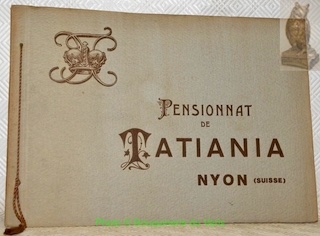 PENSIONNAT
DE
TATIANIA
NYON (SUISSE)